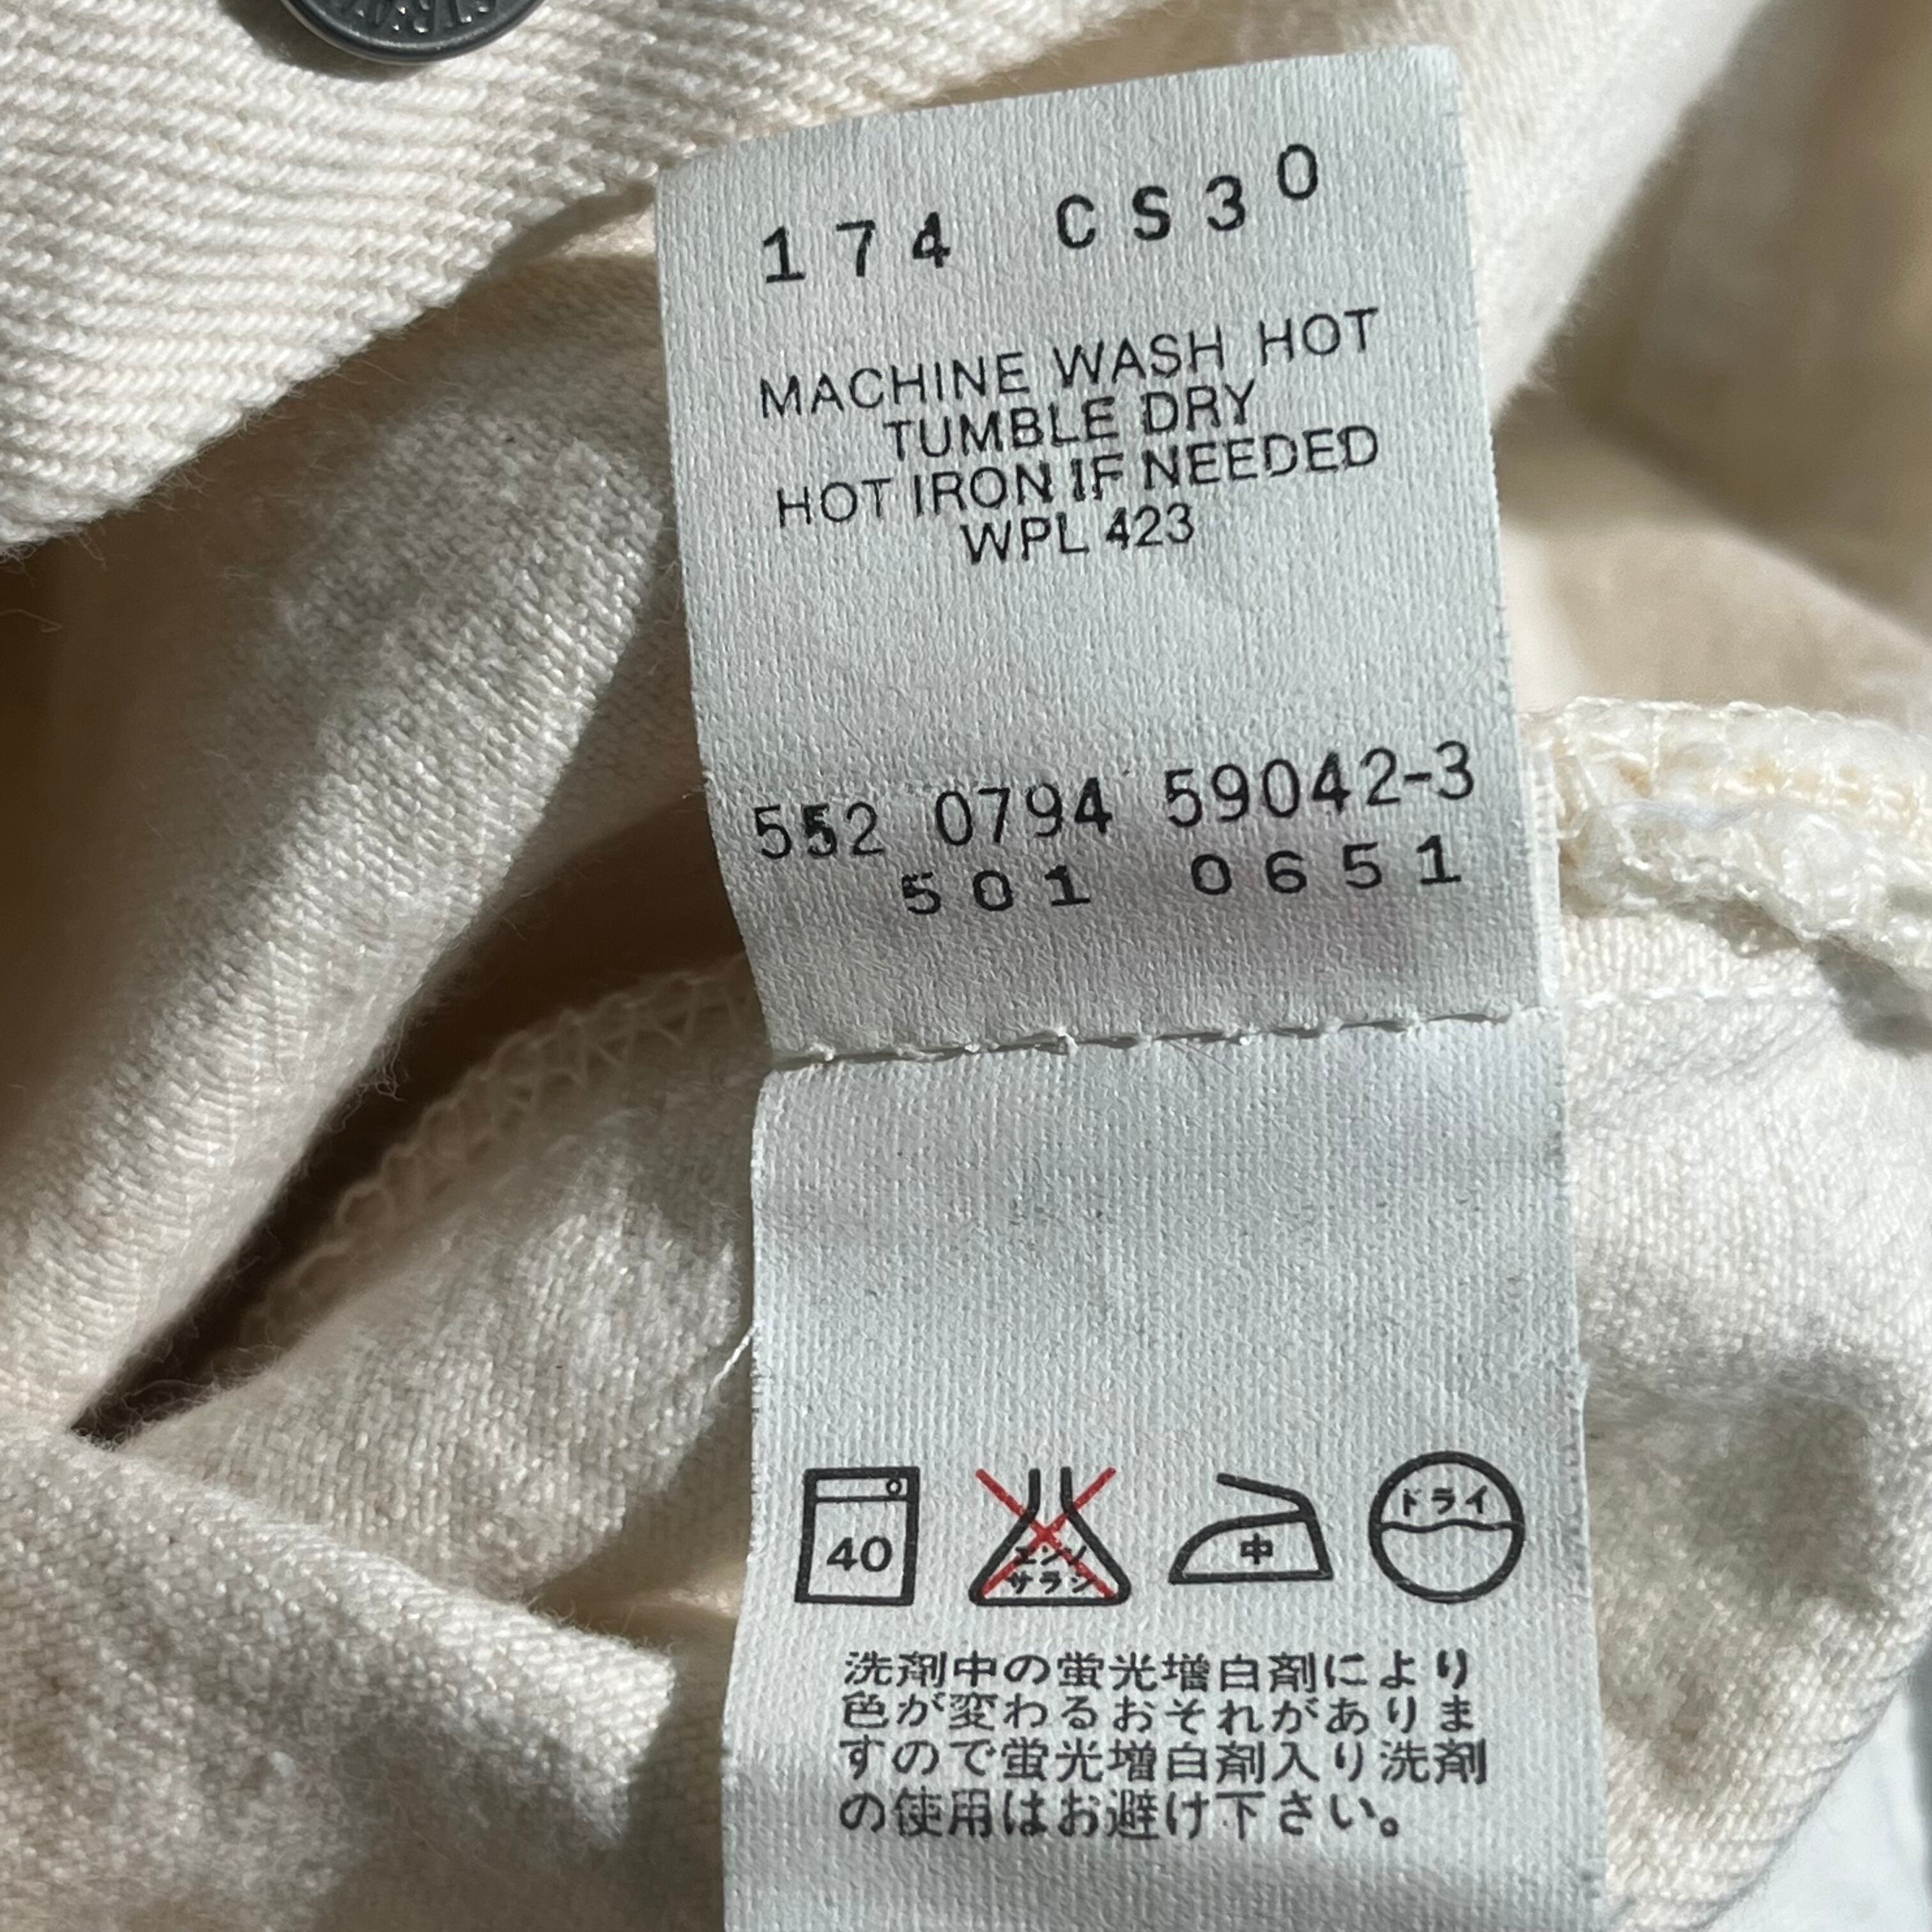 174 CS30
MACHINE WASH HOT
TUMBLE DRY
HOT IRON IF NEEDED
WPL 423
552 0794 59042-3
501 0651
40
エンソ
サラシ
中
ドライ
洗剤中の蛍光増白剤により
色が変わるおそれがありま
すので蛍光増白剤入り洗剤
の使用はお避け下さい。